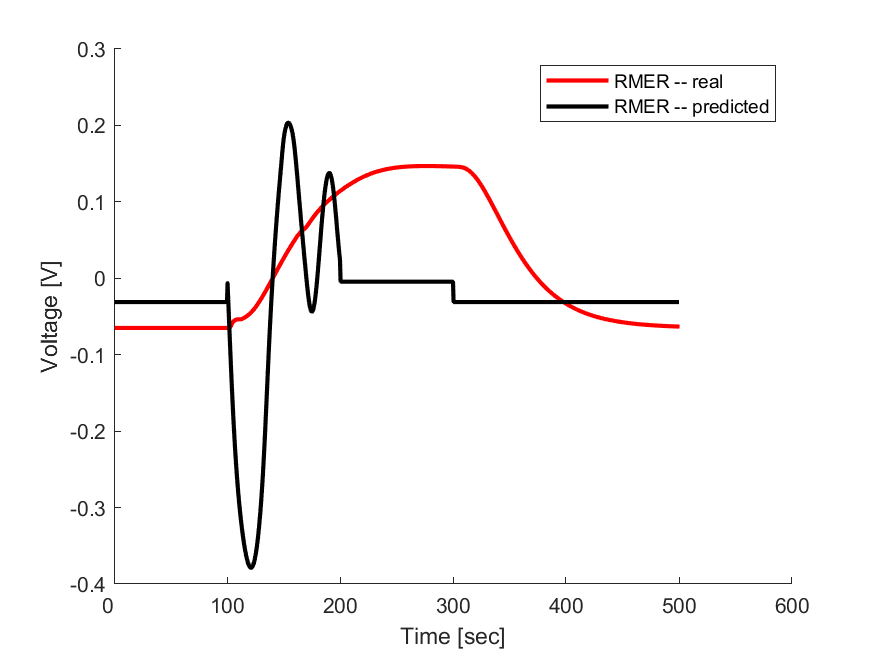 0.3
0.2
0.1
0
-0.1
-0.2
-0.3
-0.4
Voltage [V]
RMER -- real
RMER -- predicted
0 100 200 300 400 500 600
Time [sec]